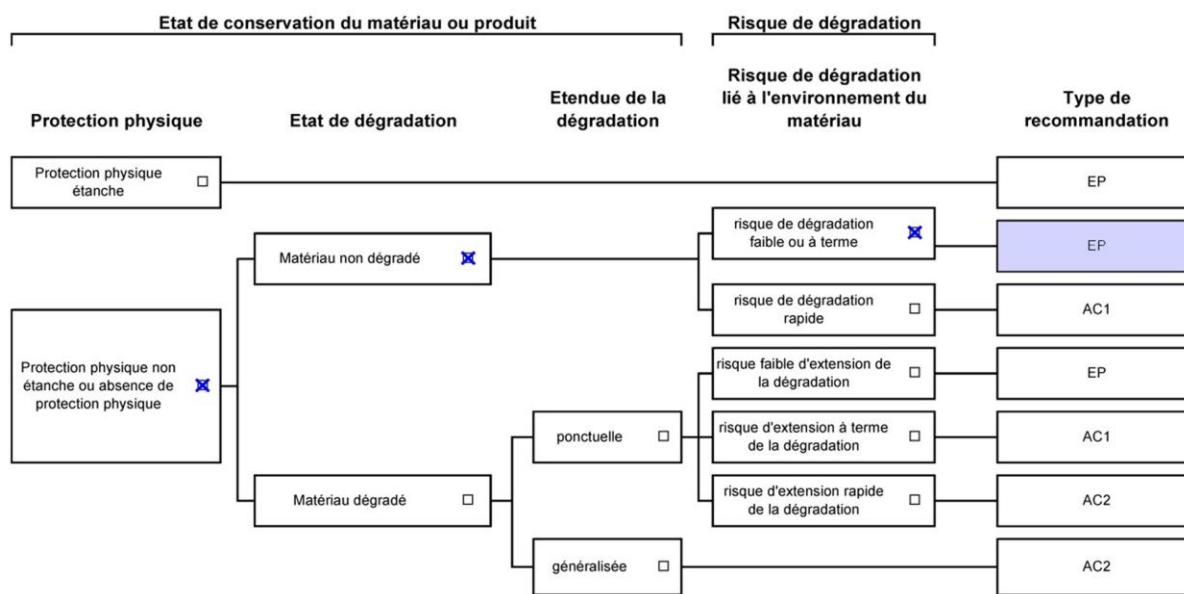 Etat de conservation du matériau ou produit
Risque de dégradation
Protection physique
Etat de dégradation
Etendue de la
dégradation
Risque de dégradation
lié à l'environnement du
matériau
Type de
recommandation
Protection physique
étanche
EP
risque de dégradation
faible ou à terme
EP
Matériau non dégradé
risque de dégradation
rapide
AC1
Protection physique non
étanche ou absence de
protection physique
risque faible d'extension de
la dégradation
EP
ponctuelle
risque d'extension à terme
de la dégradation
AC1
Matériau dégradé
risque d'extension rapide
de la dégradation
AC2
généralisée
AC2